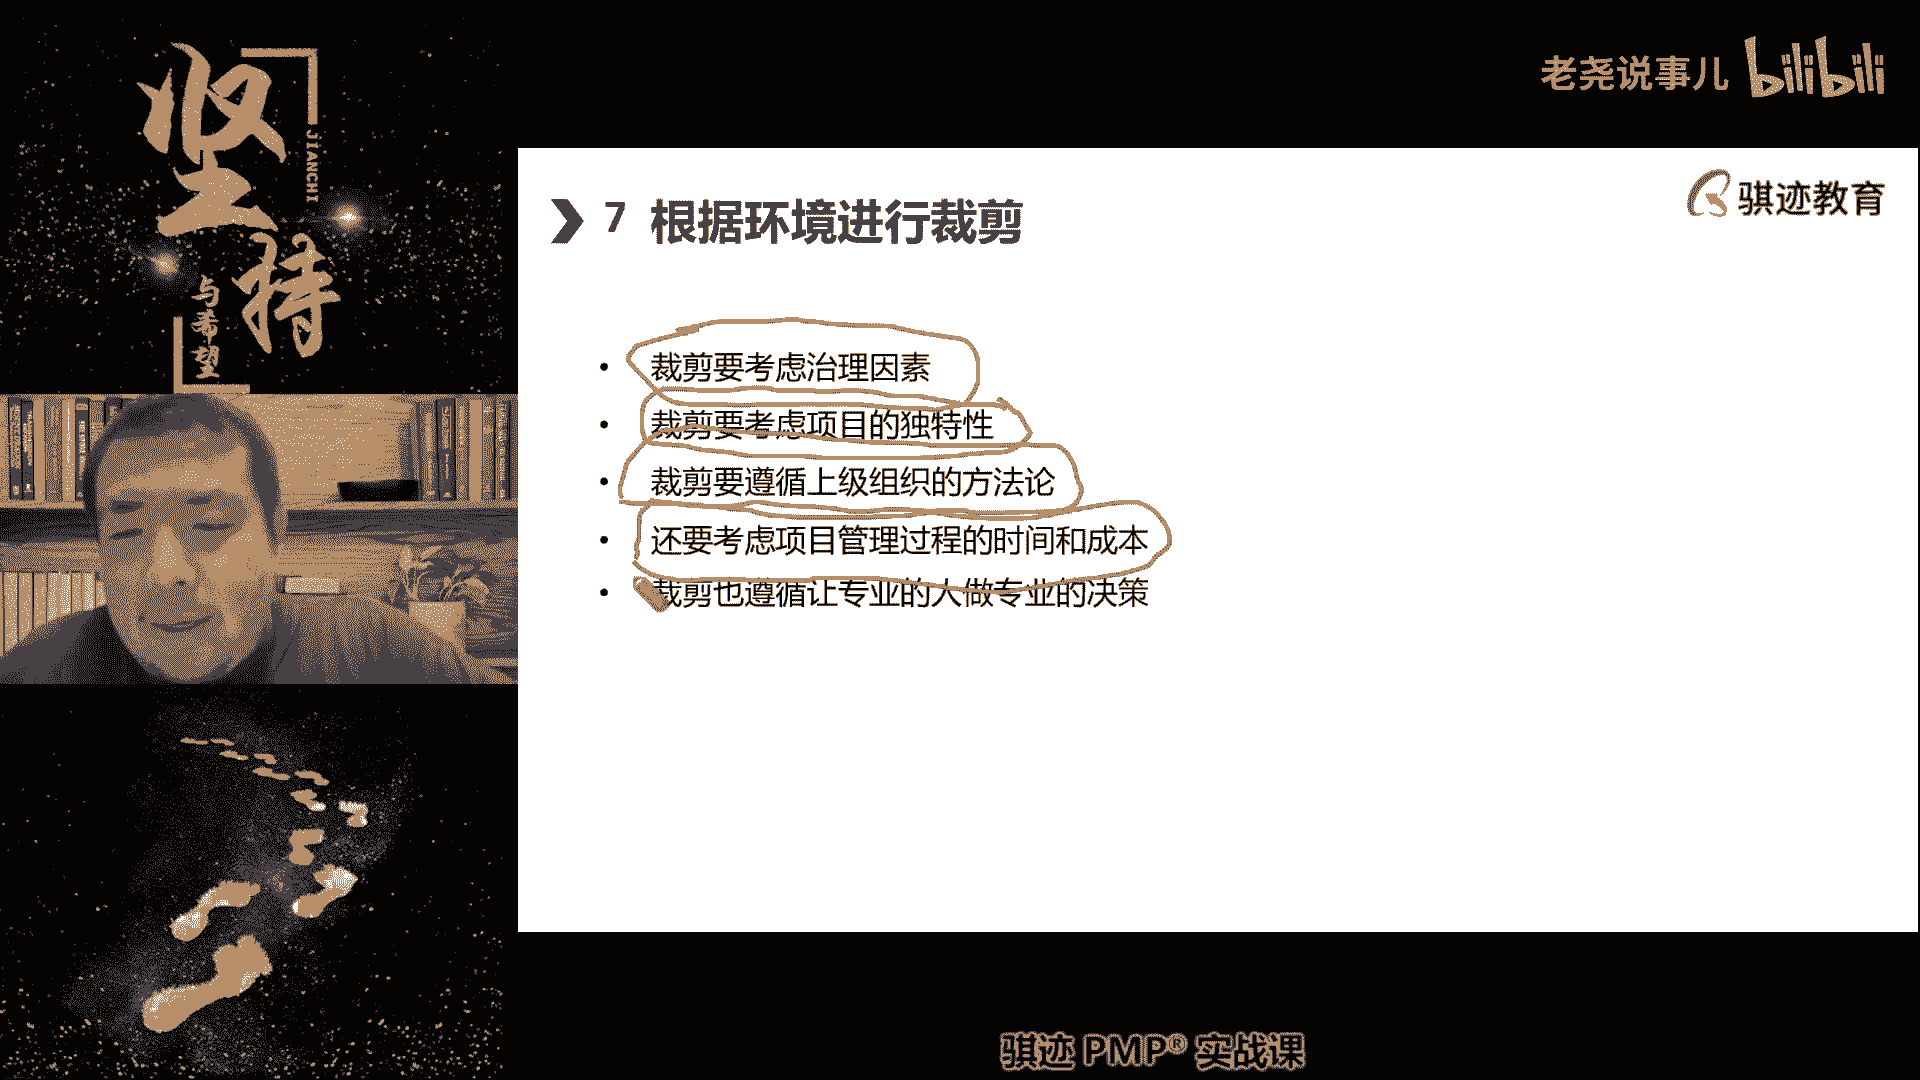 坚持
JIANCHI
与希望
老尧说事儿 bilibili
骐迹教育
7 根据环境进行裁剪
• 裁剪要考虑治理因素
• 裁剪要考虑项目的独特性
• 裁剪要遵循上级组织的方法论
• 还要考虑项目管理过程的时间和成本
• 裁剪也遵循让专业的人做专业的决策
骐迹 PMP® 实战课